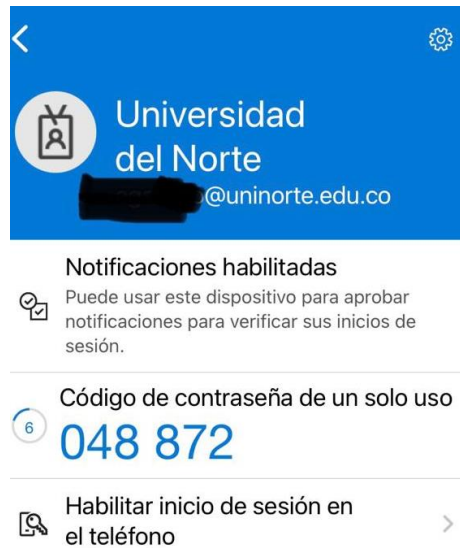 Universidad
del Norte
@uninorte.edu.co
Notificaciones habilitadas
Puede usar este dispositivo para aprobar
notificaciones para verificar sus inicios de
sesión.
Código de contraseña de un solo uso
6
048 872
Habilitar inicio de sesión en
el teléfono